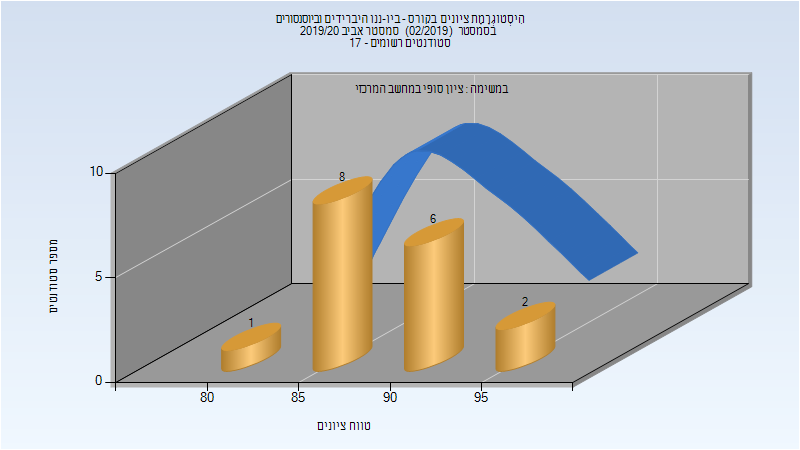 היסטוגרמת ציונים בקורס - ביו-ננו היברידים וביוסנסורים
בסמסטר (02/2019) סמסטר אביב 2019/20
סטודנטים רשומים - 17
במשימה : ציון סופי במחשב המרכזי
10
5
0
מספר סטודנטים
1
8
6
2
80
85
90
95
טווח ציונים